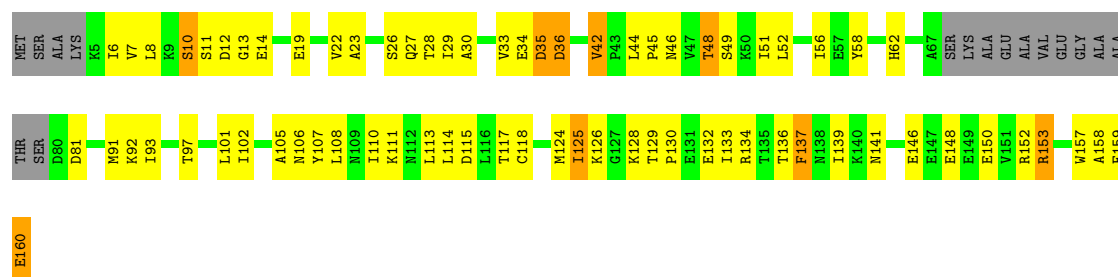 MET SER ALA LYS K5 I6 V7 L8 K9 S10 S11 D12 G13 E14 E19 V22 A23 S26 Q27 T28 I29 A30 V33 E34 D35 D36 V42 P43 L44 P45 N46 V47 T48 S49 K50 I51 L52 I56 E57 Y58 H62 A67 SER LYS ALA GLU ALA VAL GLU GLY ALA ALA
THR SER D80 D81 M91 K92 I93 T97 L101 I102 A105 N106 Y107 L108 N109 I110 K111 N112 L113 L114 D115 L116 T117 C118 M124 I125 K126 G127 K128 T129 P130 E131 E132 I133 R134 T135 T136 F137 N138 I139 K140 N141 E146 E147 E148 E149 E150 V151 R152 R153 W157 A158
E160